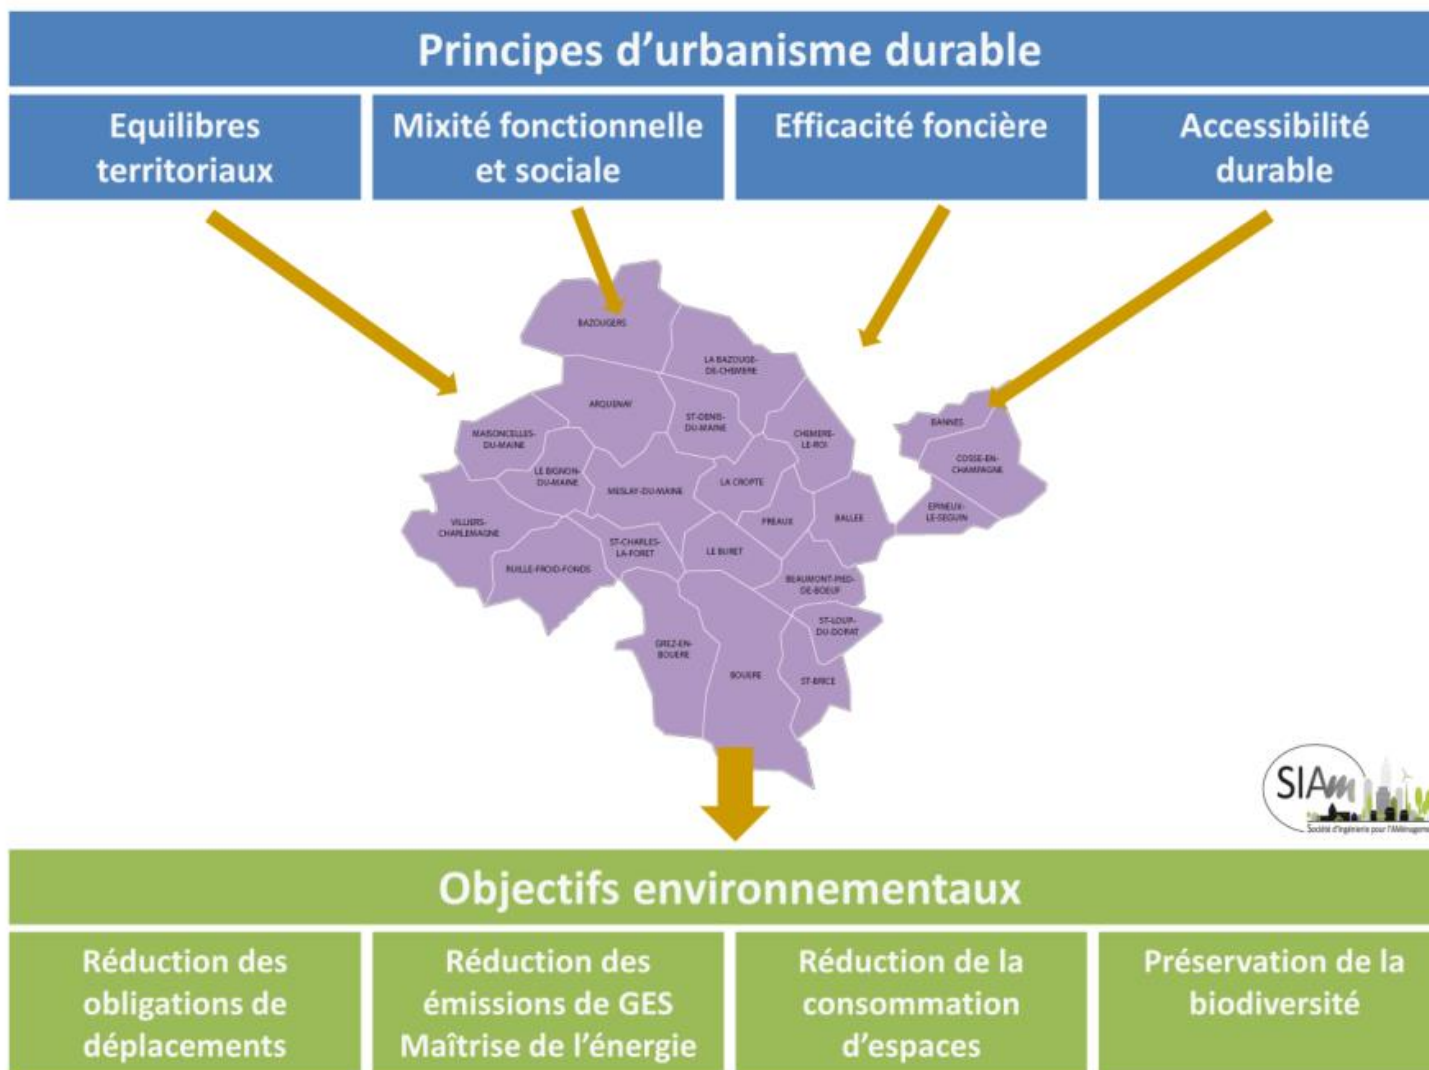 Principes d'urbanisme durable
Equilibres
territoriaux
Mixité fonctionnelle
et sociale
Efficacité foncière
Accessibilité
durable
BAZOUGERS
LA BAZOUGE-
DE-CHEMERE
ARQUENAY
ST-DENIS-
DU-MAINE
MAISONCELLES-
DU-MAINE
CHEMERE-
LE-ROI
BANNES
COSSE-EN-
CHAMPAGNE
LE BIGNON-
DU-MAINE
MESLAY-DU-MAINE
LA CROPTE
EPINEUX-
LE-SEGUIN
VILLIERS-
CHARLEMAGNE
PREAUX
BALLEE
ST-CHARLES-
LA-FORET
LE BURET
RUILLE-FROID-FONDS
BEAUMONT-PIED-
DE-BOEUF
ST-LOUP-
DU-DORAT
GREZ-EN-
BOUERE
BOUERE
ST-BRICE
SIAm
Société d'Ingénierie pour l'AMénageme
Objectifs environnementaux
Réduction des
obligations de
déplacements
Réduction des
émissions de GES
Maîtrise de l'énergie
Réduction de la
consommation
d'espaces
Préservation de la
biodiversité